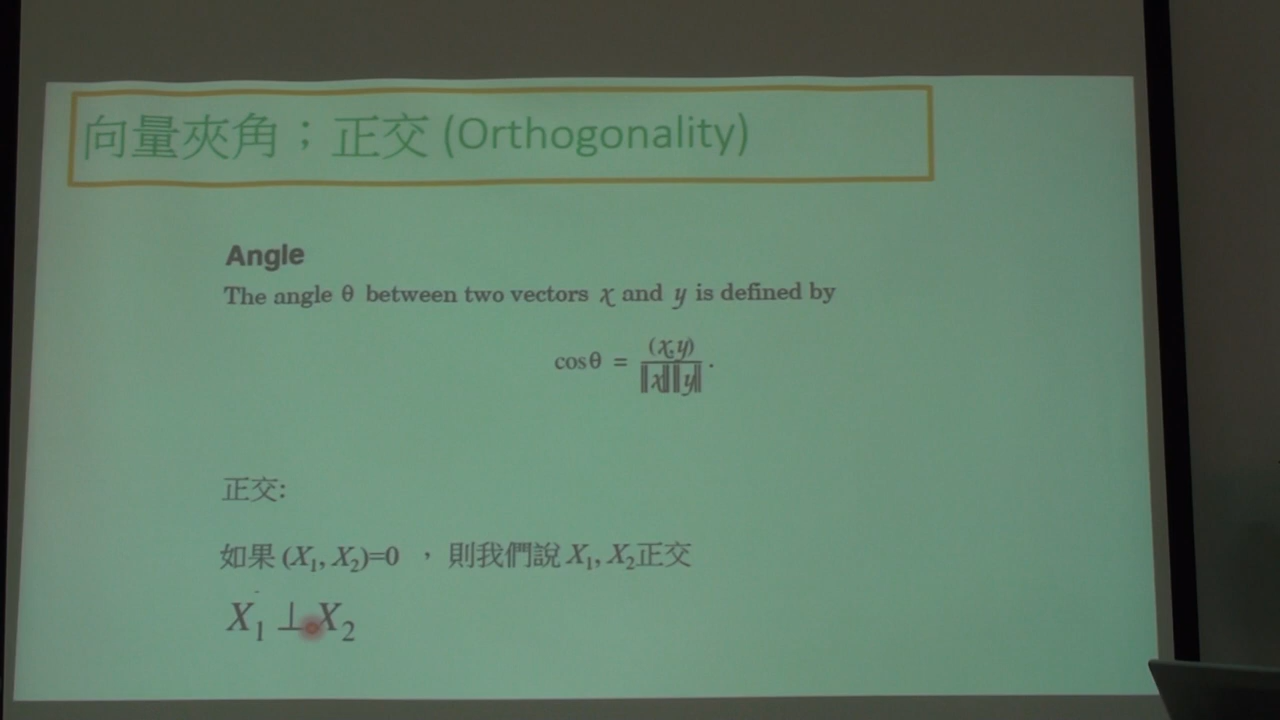 向量夾角；正交 (Orthogonality)
Angle
The angle θ between two vectors x and y is defined by
cosθ = (x,y) / ‖x‖‖y‖ .
正交:
如果 (X₁, X₂)=0 ，則我們說 X₁, X₂正交
X₁ ⊥ X₂